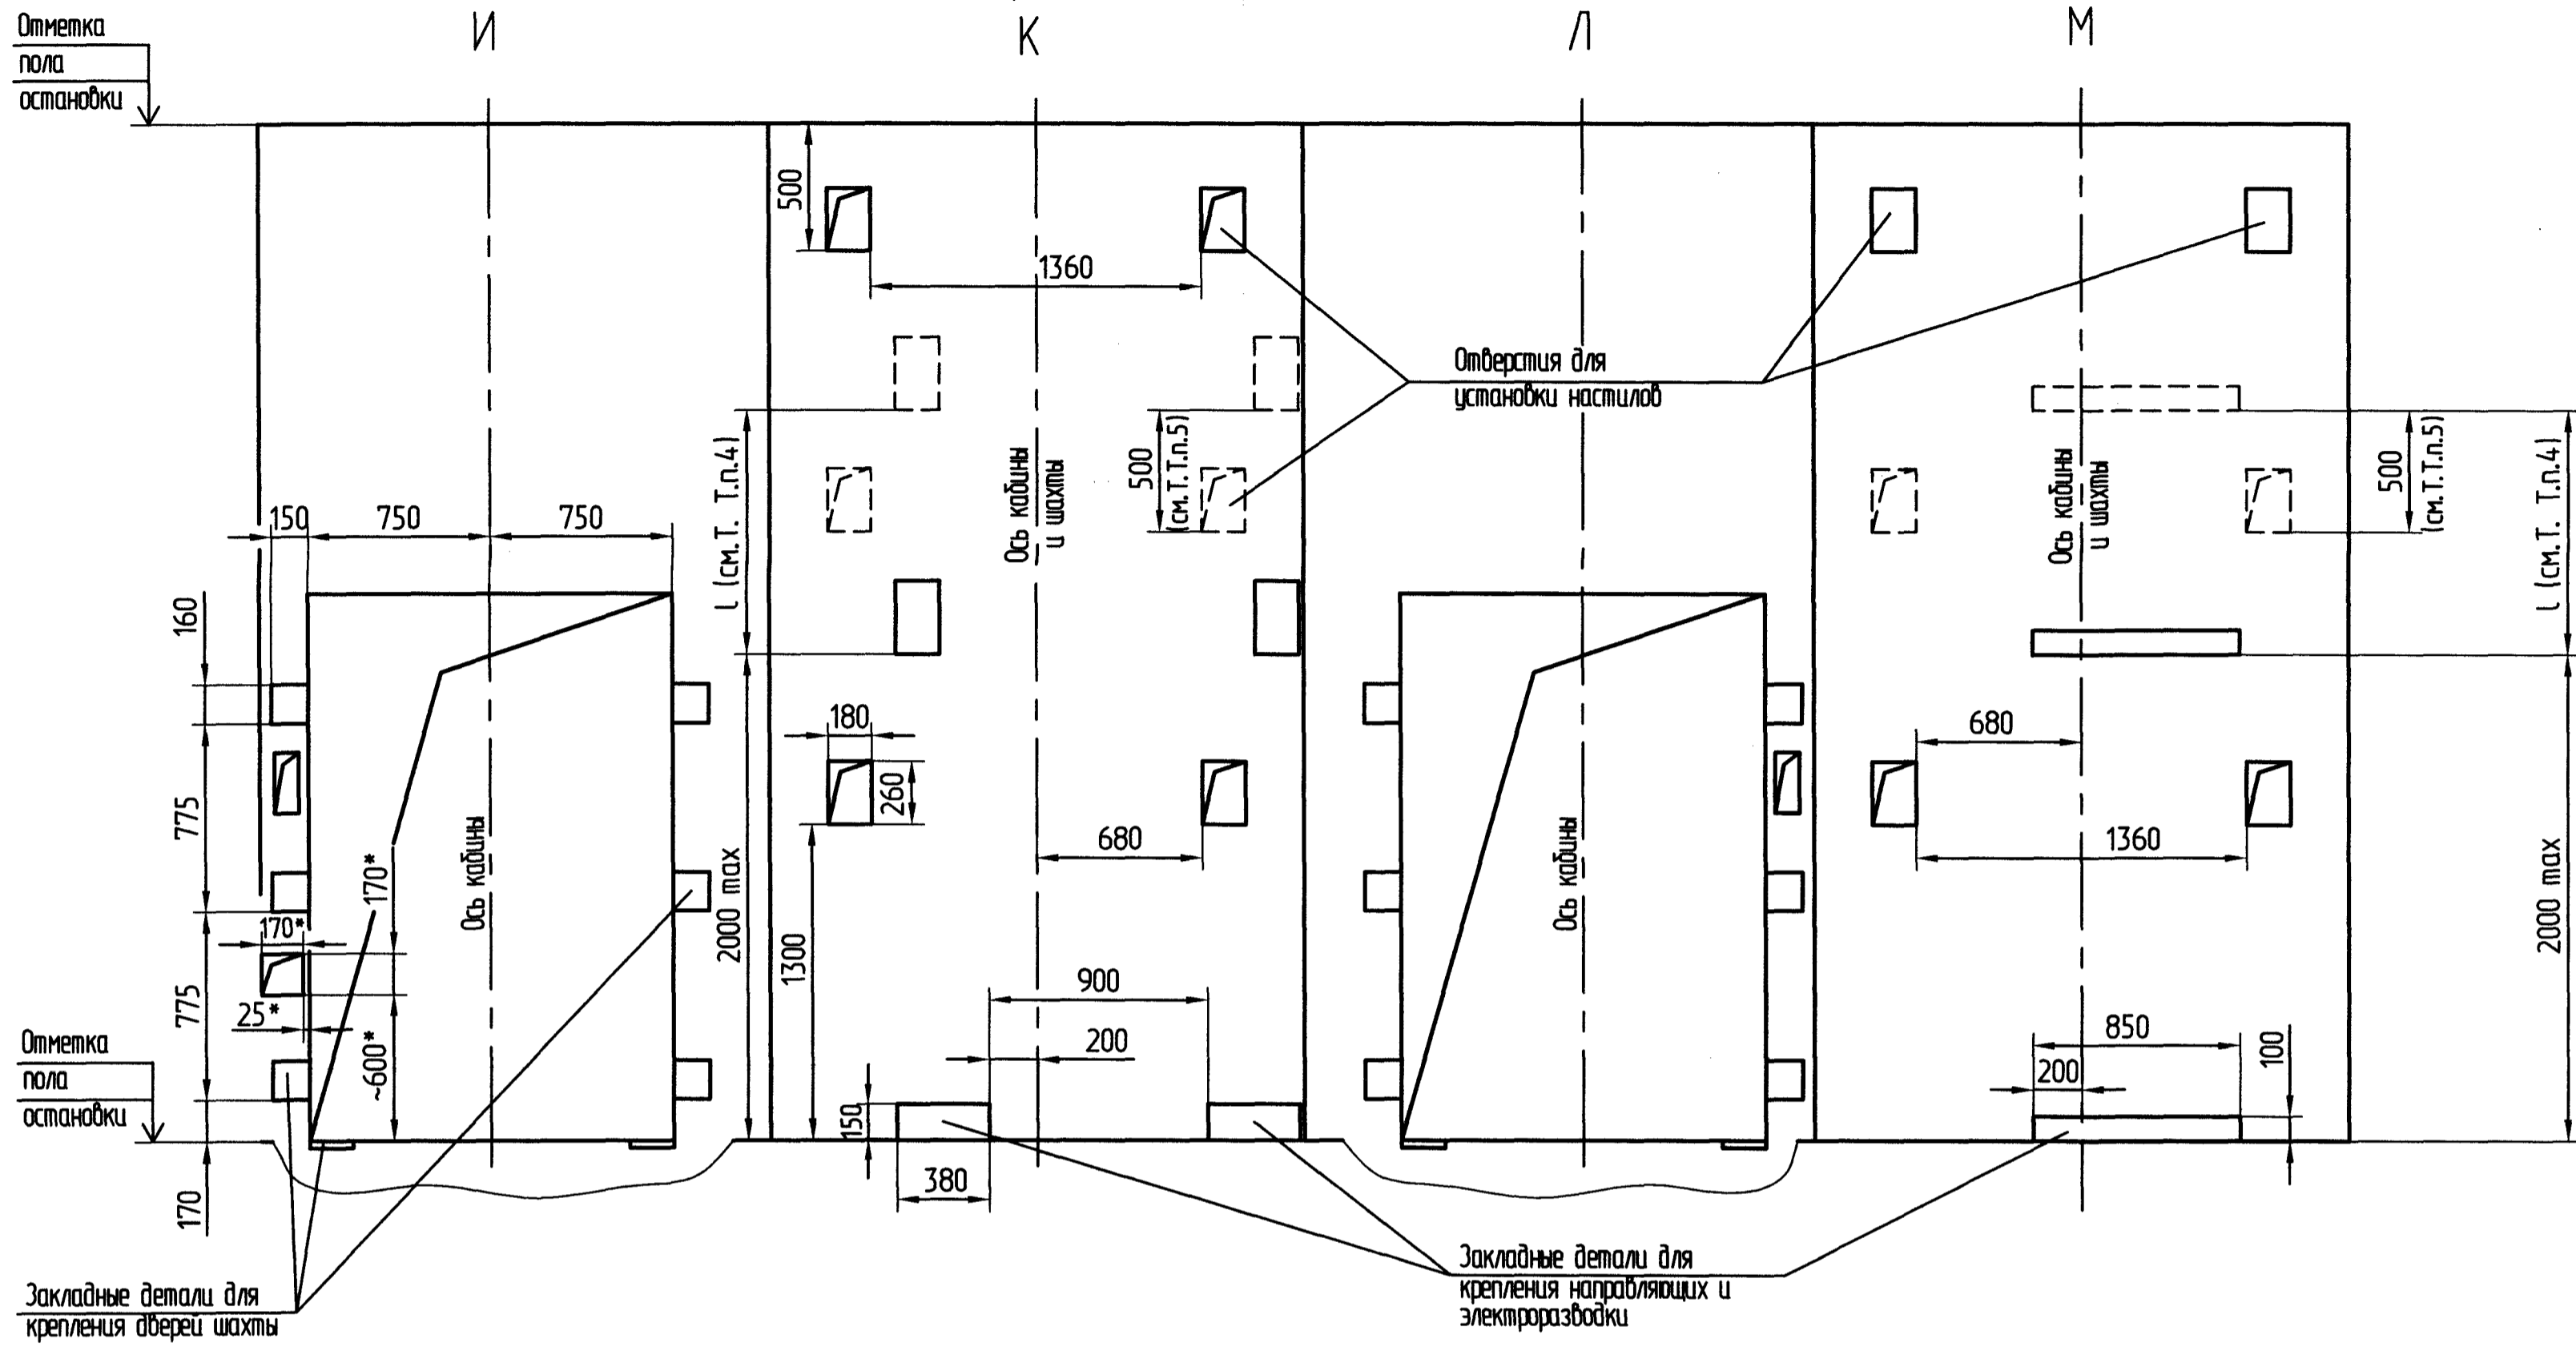 Отметка
пола
остановки
И
К
Л
М
500
1360
Отверстия для
установки настилов
150
750
750
l (см.Т. Т.п.4)
Ось кабины
и шахты
500
(см.Т.Т.п.5)
Ось кабины
и шахты
500
(см.Т.Т.п.5)
l (см.Т. Т.п.4)
160
180
260
680
775
170*
Ось кабины
2000 max
680
Ось кабины
1360
2000 max
170*
1300
900
775
25*
~600*
200
850
100
200
Отметка
пола
остановки
150
380
170
Закладные детали для
крепления дверей шахты
Закладные детали для
крепления направляющих и
электроразводки